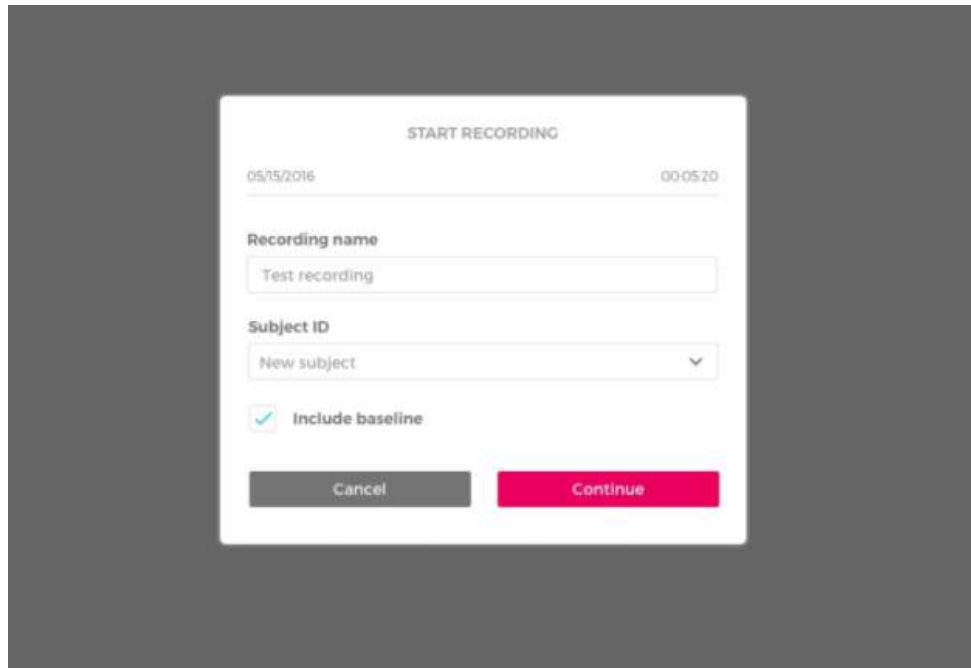 START RECORDING
05/15/2016 00:05:20
Recording name
Test recording
Subject ID
New subject
Include baseline
Cancel Continue